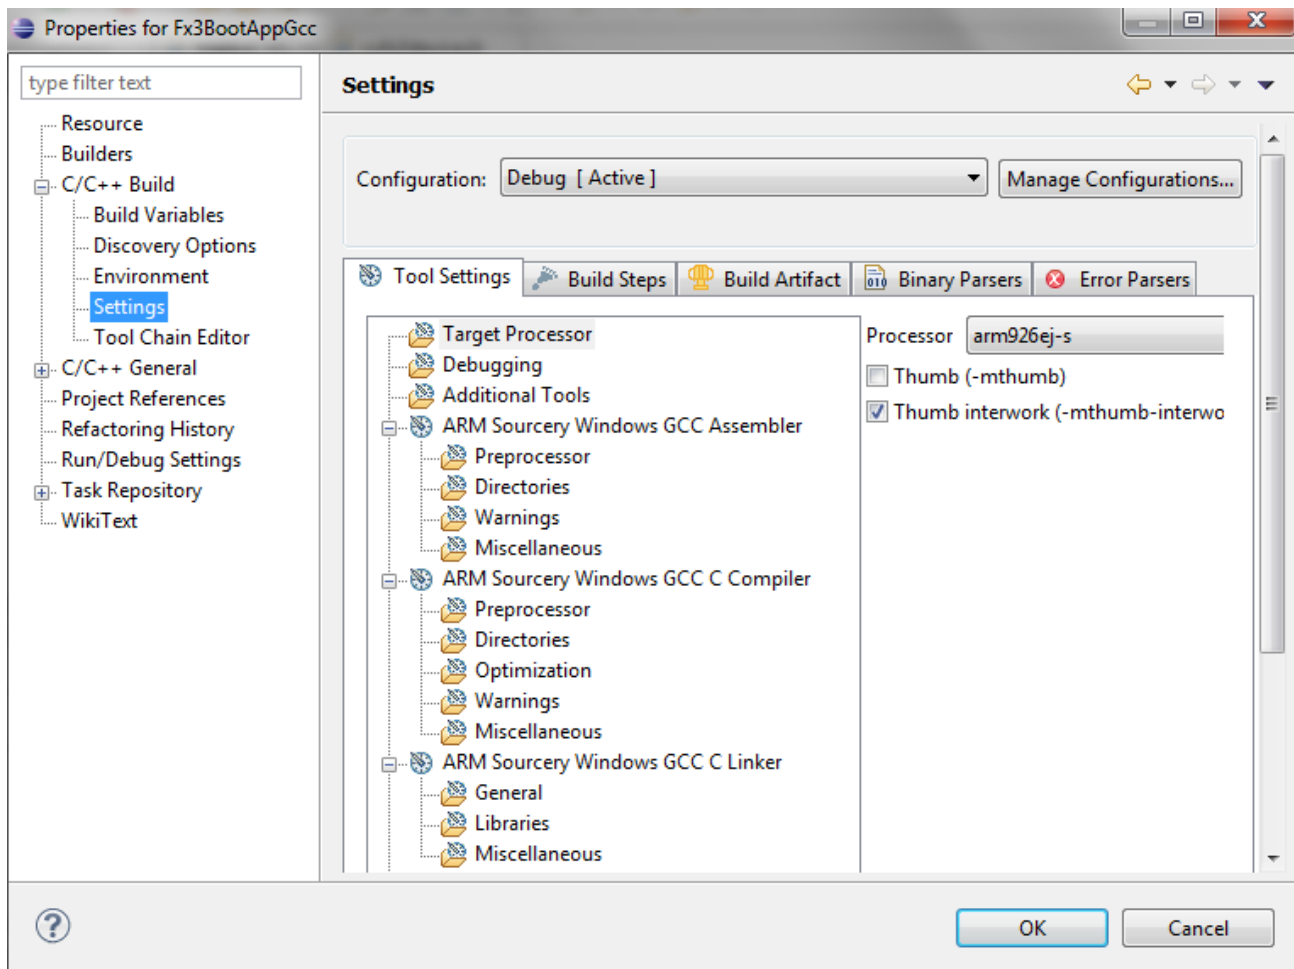 Properties for Fx3BootAppGcc
type filter text
Resource
Builders
C/C++ Build
Build Variables
Discovery Options
Environment
Settings
Tool Chain Editor
C/C++ General
Project References
Refactoring History
Run/Debug Settings
Task Repository
WikiText
Settings
Configuration: Debug [ Active ] Manage Configurations...
Tool Settings Build Steps Build Artifact Binary Parsers Error Parsers
Target Processor
Debugging
Additional Tools
ARM Sourcery Windows GCC Assembler
Preprocessor
Directories
Warnings
Miscellaneous
ARM Sourcery Windows GCC C Compiler
Preprocessor
Directories
Optimization
Warnings
Miscellaneous
ARM Sourcery Windows GCC C Linker
General
Libraries
Miscellaneous
Processor arm926ej-s
Thumb (-mthumb)
Thumb interwork (-mthumb-interwo
OK Cancel